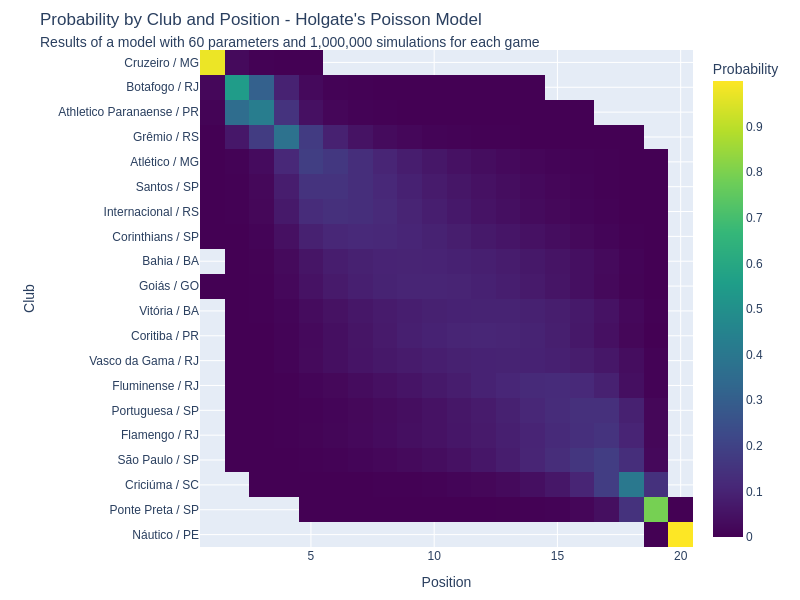 Probability by Club and Position - Holgate's Poisson Model
Results of a model with 60 parameters and 1,000,000 simulations for each game
Probability
Club
Cruzeiro / MG
Botafogo / RJ
Athletico Paranaense / PR
Grêmio / RS
Atlético / MG
Santos / SP
Internacional / RS
Corinthians / SP
Bahia / BA
Goiás / GO
Vitória / BA
Coritiba / PR
Vasco da Gama / RJ
Fluminense / RJ
Portuguesa / SP
Flamengo / RJ
São Paulo / SP
Criciúma / SC
Ponte Preta / SP
Náutico / PE
0.9
0.8
0.7
0.6
0.5
0.4
0.3
0.2
0.1
0
5 10 15 20
Position